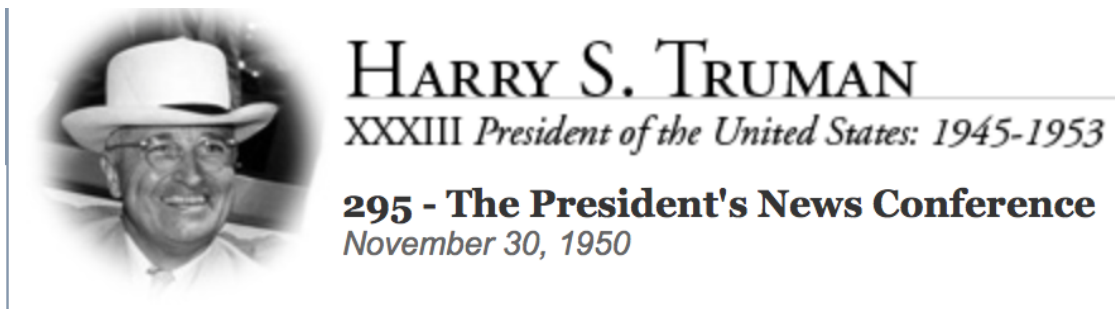 HARRY S. TRUMAN
XXXIII President of the United States: 1945-1953
295 - The President's News Conference
November 30, 1950